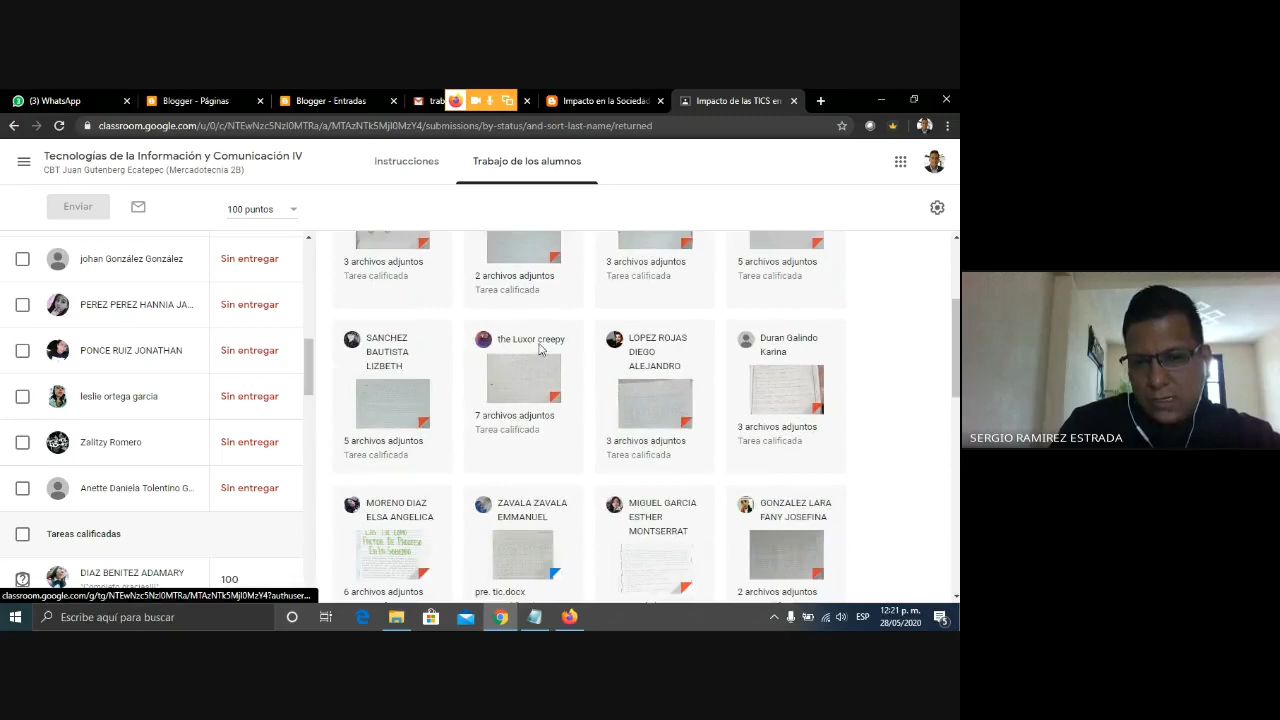 (3) WhatsApp
Blogger - Páginas
Blogger - Entradas
trab
Impacto en la Sociedad
Impacto de las TICS en
classroom.google.com/u/0/c/NTEwNzc5NzI0MTRa/a/MTAzNTk5MjI0MzY4/submissions/by-status/and-sort-last-name/returned
Tecnologías de la Información y Comunicación IV
CBT Juan Gutenberg Ecatepec (Mercadotecnia 2B)
Instrucciones
Trabajo de los alumnos
Enviar
100 puntos
johan González González
Sin entregar
PEREZ PEREZ HANNIA JA...
Sin entregar
PONCE RUIZ JONATHAN
Sin entregar
leslie ortega garcia
Sin entregar
Zalitzy Romero
Sin entregar
Anette Daniela Tolentino G...
Sin entregar
Tareas calificadas
DIAZ BENITEZ ADAMARY
100
3 archivos adjuntos
Tarea calificada
2 archivos adjuntos
Tarea calificada
3 archivos adjuntos
Tarea calificada
5 archivos adjuntos
Tarea calificada
SANCHEZ
BAUTISTA
LIZBETH
5 archivos adjuntos
Tarea calificada
the Luxor creepy
7 archivos adjuntos
Tarea calificada
LOPEZ ROJAS
DIEGO
ALEJANDRO
3 archivos adjuntos
Tarea calificada
Duran Galindo
Karina
3 archivos adjuntos
Tarea calificada
MORENO DIAZ
ELSA ANGELICA
6 archivos adjuntos
ZAVALA ZAVALA
EMMANUEL
pre. tic.docx
MIGUEL GARCIA
ESTHER
MONTSERRAT
GONZALEZ LARA
FANY JOSEFINA
2 archivos adjuntos
classroom.google.com/g/tg/NTEwNzc5NzI0MTRa/MTAzNTk5MjI0MzY4?authuser...
Escribe aquí para buscar
ESP
12:21 p. m.
28/05/2020
5
SERGIO RAMIREZ ESTRADA